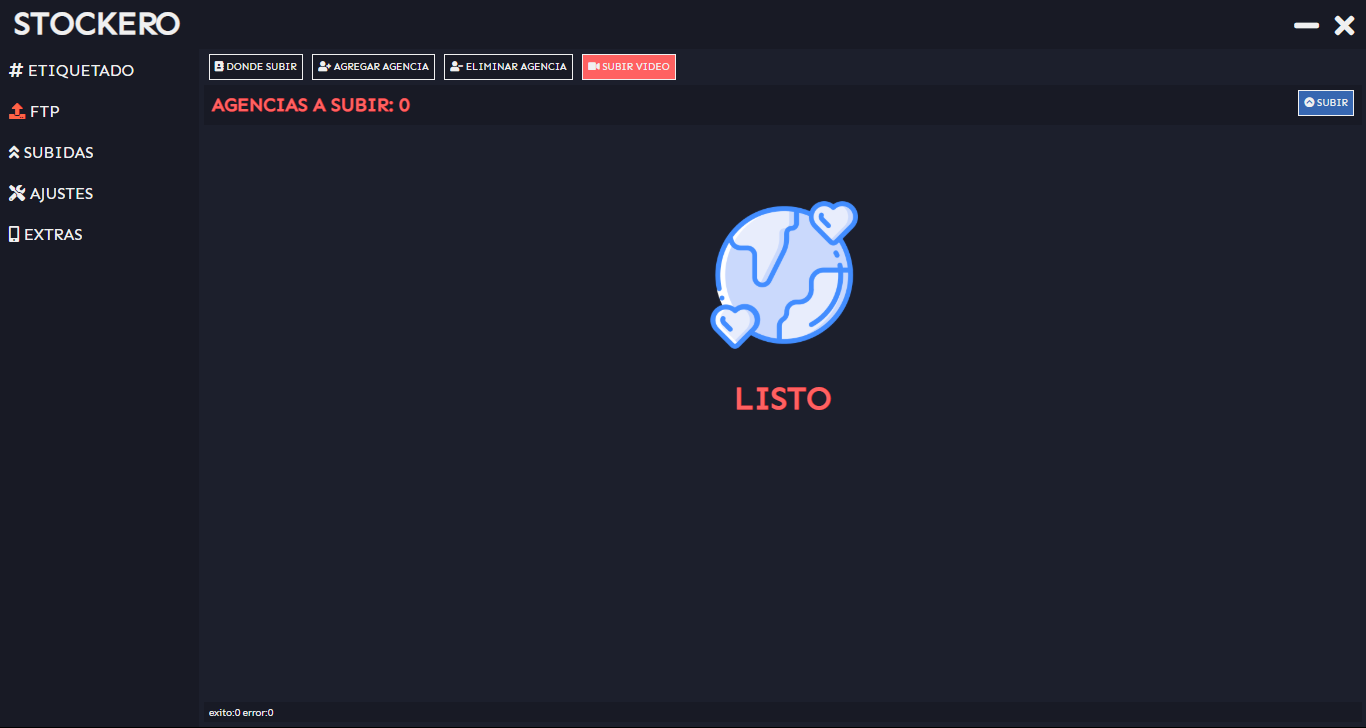 STOCKERO
ETIQUETADO
FTP
SUBIDAS
AJUSTES
EXTRAS
DONDE SUBIR AGREGAR AGENCIA ELIMINAR AGENCIA SUBIR VIDEO
AGENCIAS A SUBIR: 0 SUBIR
LISTO
exito:0 error:0